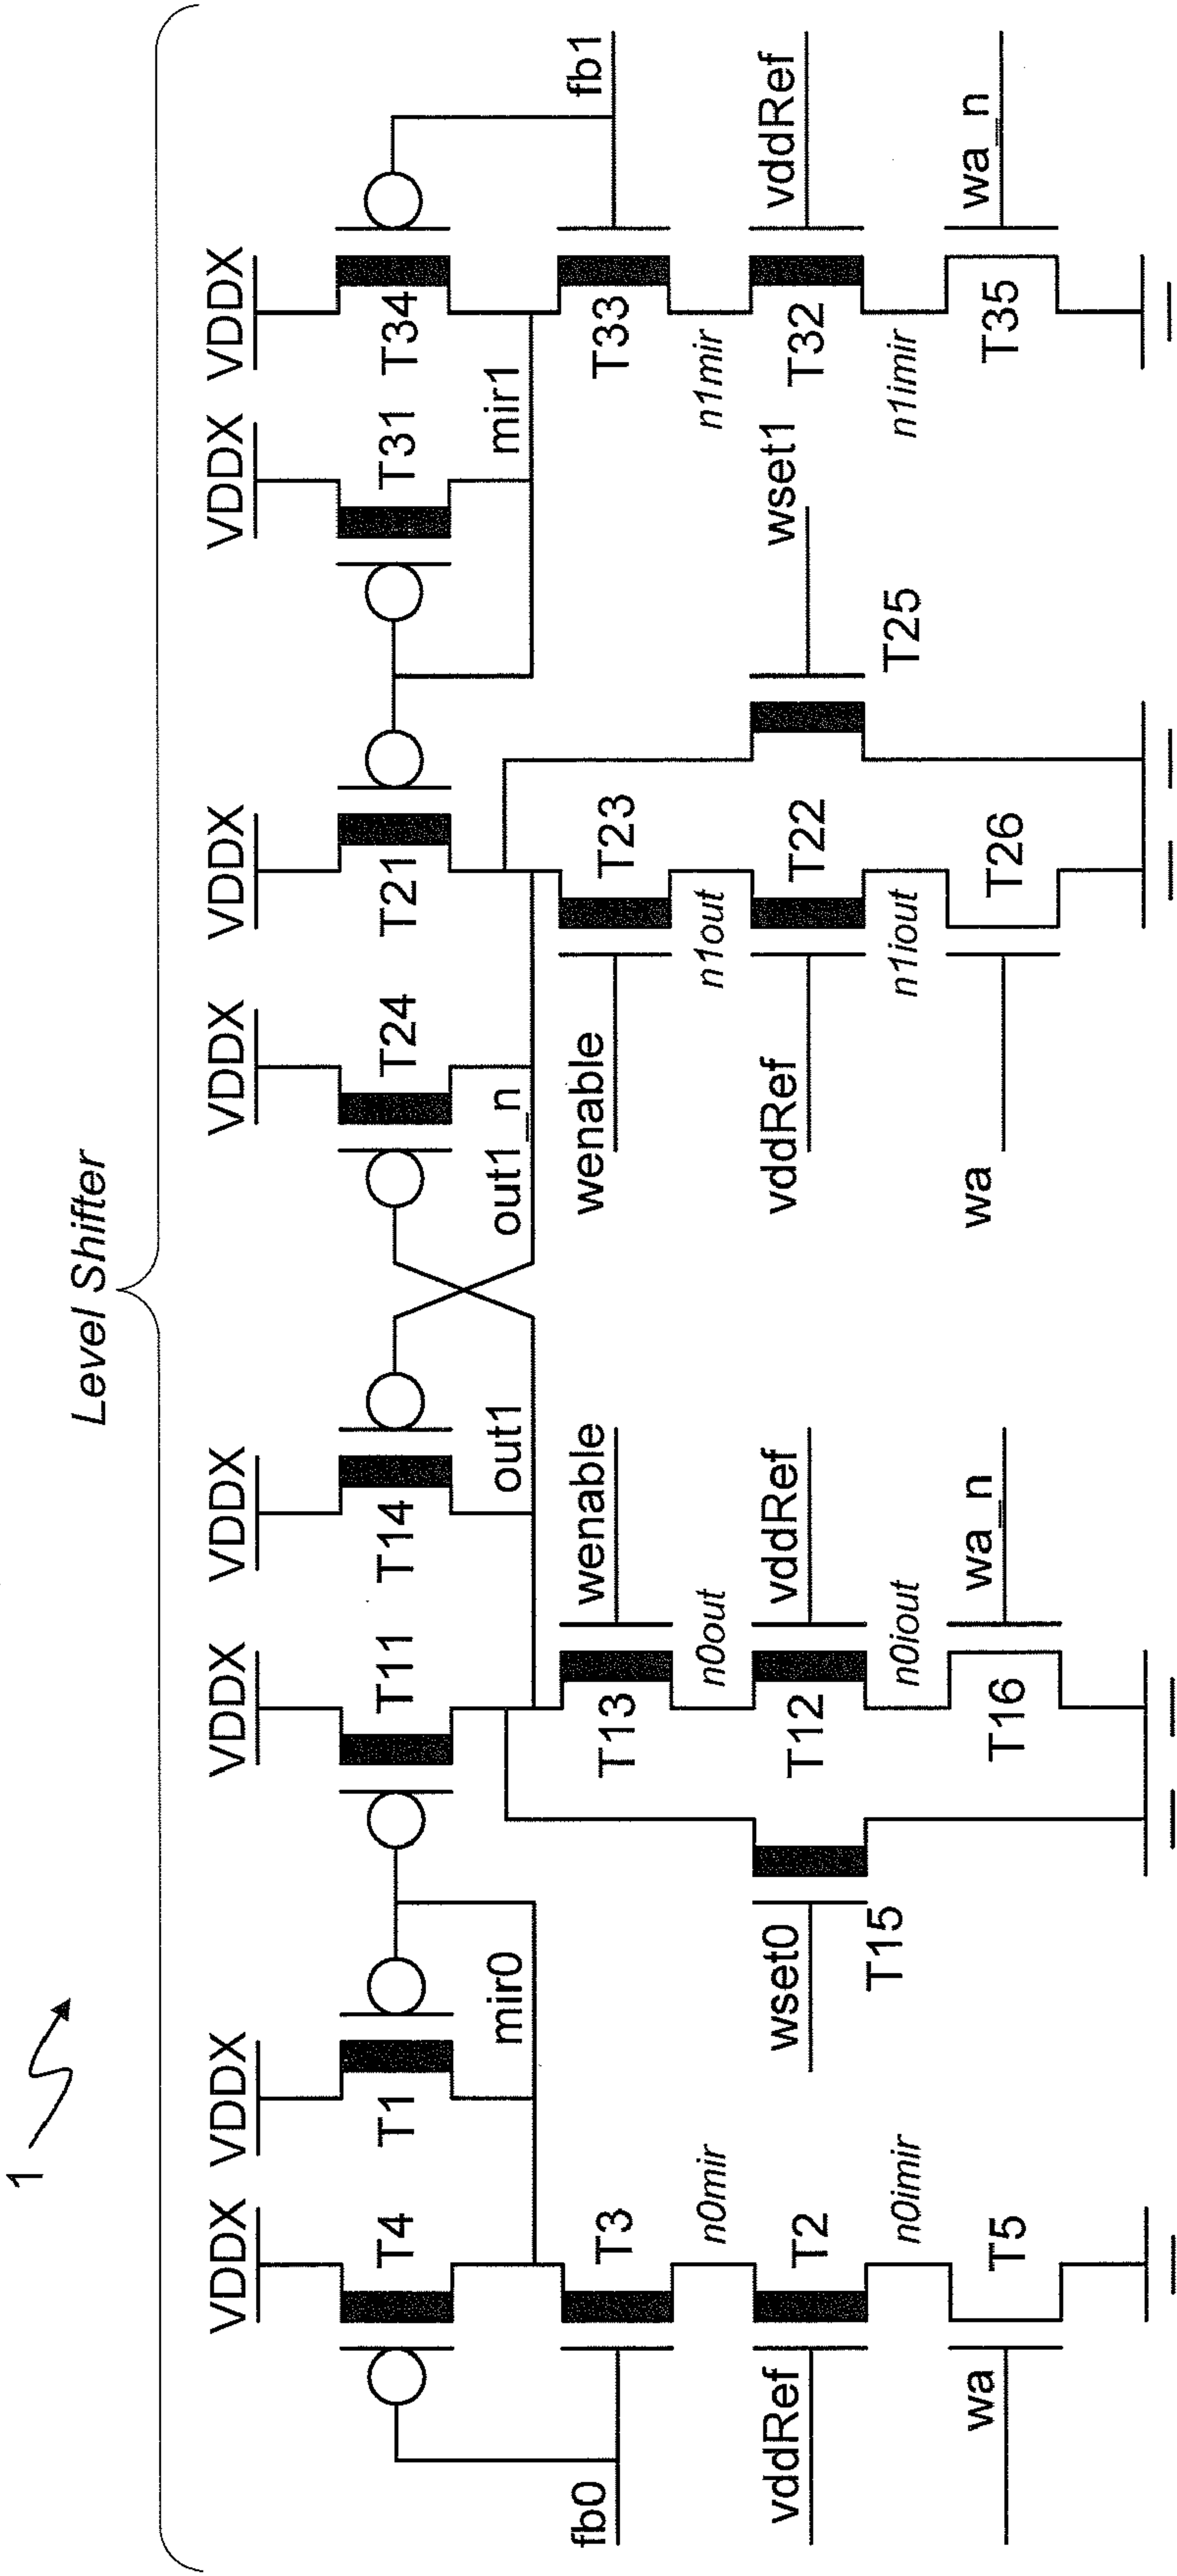 1
Level Shifter
VDDX VDDX VDDX VDDX VDDX VDDX VDDX VDDX
T4 T1 T11 T14 T24 T21 T31 T34
mir0 out1 out1_n mir1
fb0 T3 T13 wenable wenable T23 T33 fb1
n0mir n0out n1out n1mir
vddRef T2 wset0 T12 vddRef vddRef T22 wset1 T32 vddRef
T15 T25
n0imir n0iout n1iout n1imir
wa T5 T16 wa_n wa T26 T35 wa_n